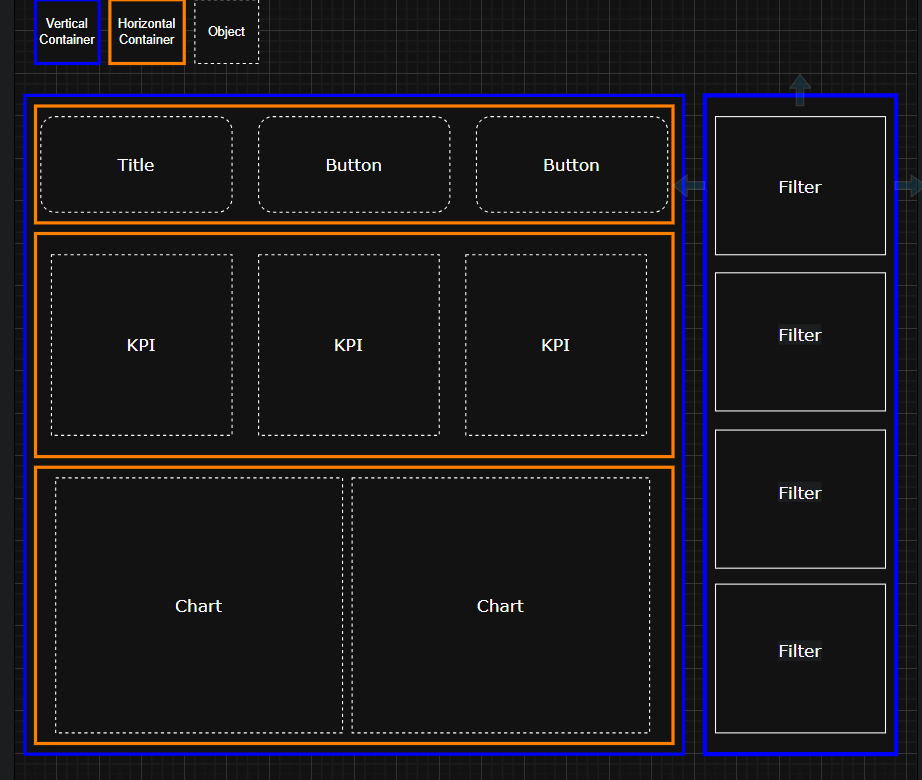 Vertical
Container
Horizontal
Container
Object
Title
Button
Button
KPI
KPI
KPI
Chart
Chart
Filter
Filter
Filter
Filter